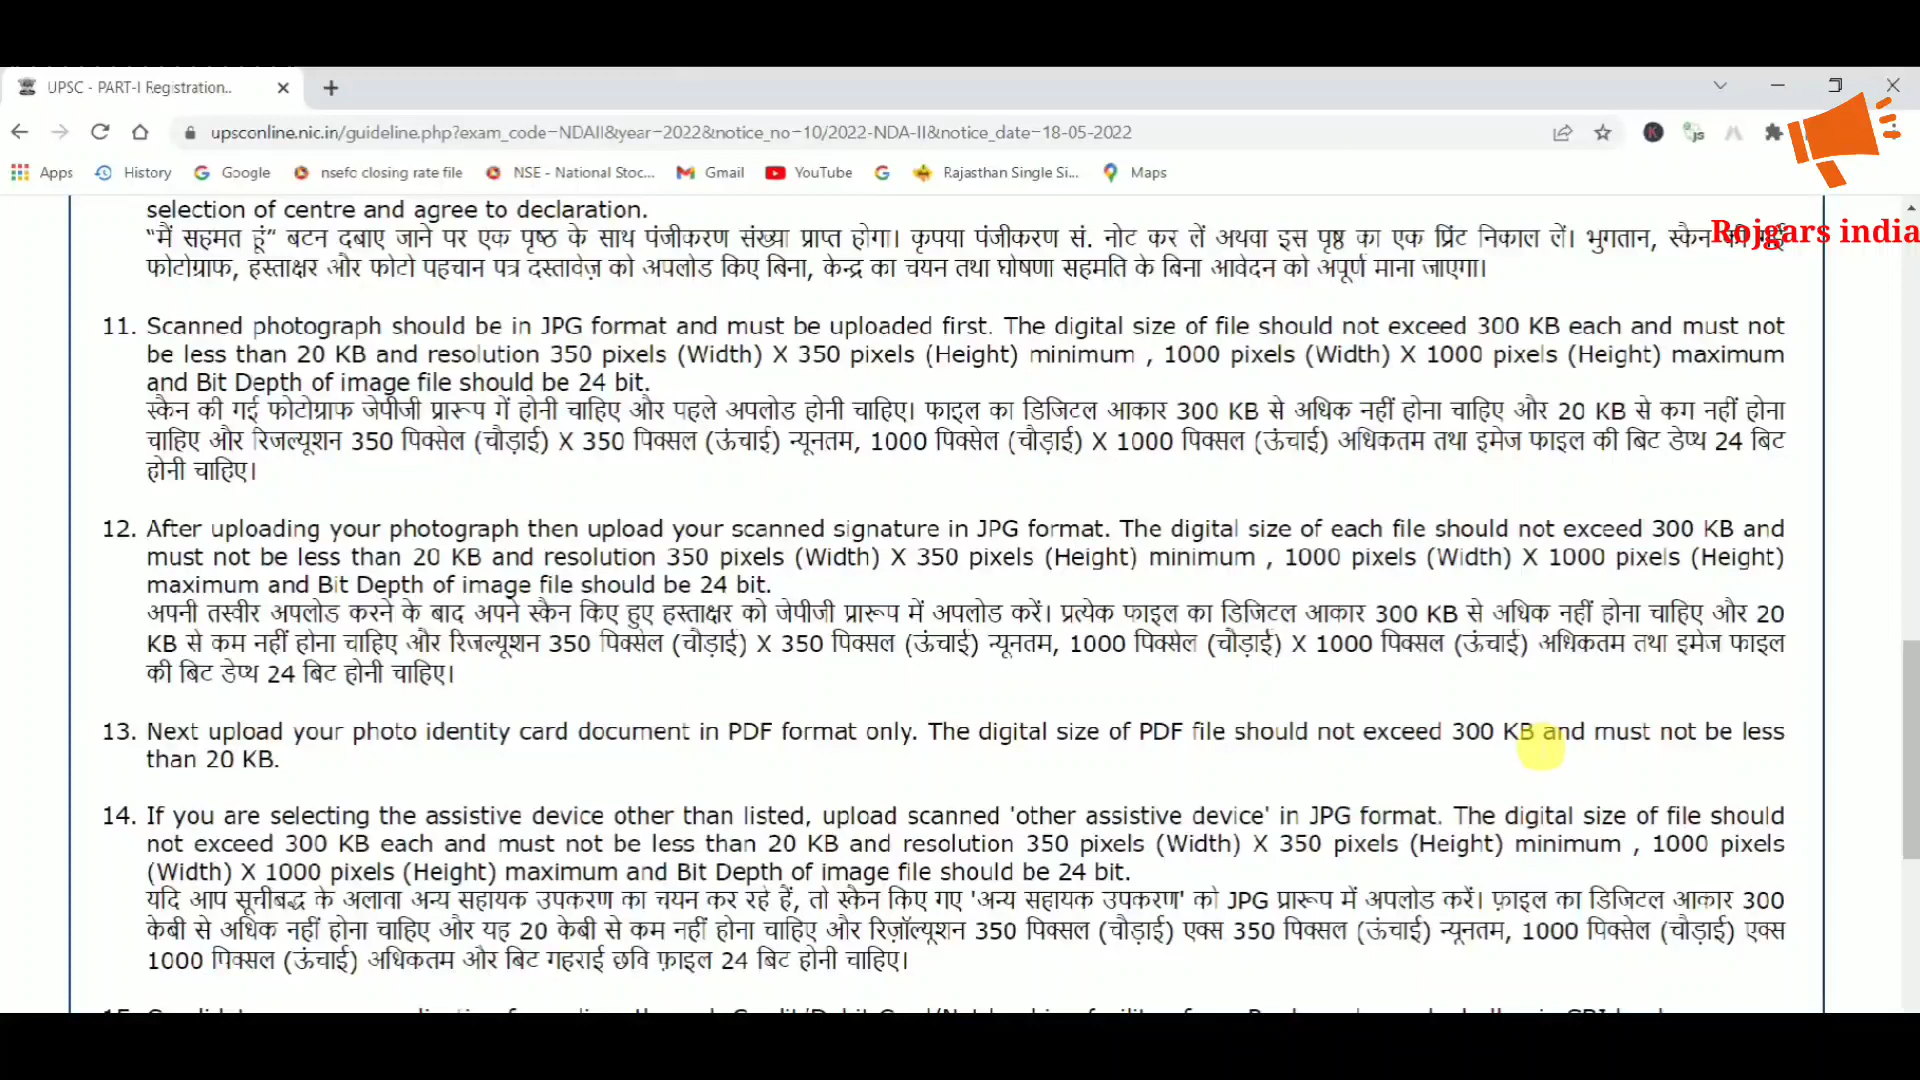 UPSC - PART-I Registration..
upsconline.nic.in/guideline.php?exam_code=NDAII&year=2022&notice_no=10/2022-NDA-II&notice_date=18-05-2022
Apps History Google nsefo closing rate file NSE - National Stoc... Gmail YouTube Rajasthan Single Si... Maps
Rojgars india
selection of centre and agree to declaration.
“मैं सहमत हूं” बटन दबाए जाने पर एक पृष्ठ के साथ पंजीकरण संख्या प्राप्त होगा। कृपया पंजीकरण सं. नोट कर लें अथवा इस पृष्ठ का एक प्रिंट निकाल लें। भुगतान, स्कैन
फोटोग्राफ, हस्ताक्षर और फोटो पहचान पत्र दस्तावेज़ को अपलोड किए बिना, केन्द्र का चयन तथा घोषणा सहमति के बिना आवेदन को अपूर्ण माना जाएगा।
11. Scanned photograph should be in JPG format and must be uploaded first. The digital size of file should not exceed 300 KB each and must not
be less than 20 KB and resolution 350 pixels (Width) X 350 pixels (Height) minimum , 1000 pixels (Width) X 1000 pixels (Height) maximum
and Bit Depth of image file should be 24 bit.
स्कैन की गई फोटोग्राफ जेपीजी प्रारूप में होनी चाहिए और पहले अपलोड होनी चाहिए। फाइल का डिजिटल आकार 300 KB से अधिक नहीं होना चाहिए और 20 KB से कम नहीं होना
चाहिए और रिजल्यूशन 350 पिक्सेल (चौड़ाई) X 350 पिक्सल (ऊंचाई) न्यूनतम, 1000 पिक्सेल (चौड़ाई) X 1000 पिक्सल (ऊंचाई) अधिकतम तथा इमेज फाइल की बिट डेप्थ 24 बिट
होनी चाहिए।
12. After uploading your photograph then upload your scanned signature in JPG format. The digital size of each file should not exceed 300 KB and
must not be less than 20 KB and resolution 350 pixels (Width) X 350 pixels (Height) minimum , 1000 pixels (Width) X 1000 pixels (Height)
maximum and Bit Depth of image file should be 24 bit.
अपनी तस्वीर अपलोड करने के बाद अपने स्कैन किए हुए हस्ताक्षर को जेपीजी प्रारूप में अपलोड करें। प्रत्येक फाइल का डिजिटल आकार 300 KB से अधिक नहीं होना चाहिए और 20
KB से कम नहीं होना चाहिए और रिजल्यूशन 350 पिक्सेल (चौड़ाई) X 350 पिक्सल (ऊंचाई) न्यूनतम, 1000 पिक्सेल (चौड़ाई) X 1000 पिक्सल (ऊंचाई) अधिकतम तथा इमेज फाइल
की बिट डेप्थ 24 बिट होनी चाहिए।
13. Next upload your photo identity card document in PDF format only. The digital size of PDF file should not exceed 300 KB and must not be less
than 20 KB.
14. If you are selecting the assistive device other than listed, upload scanned 'other assistive device' in JPG format. The digital size of file should
not exceed 300 KB each and must not be less than 20 KB and resolution 350 pixels (Width) X 350 pixels (Height) minimum , 1000 pixels
(Width) X 1000 pixels (Height) maximum and Bit Depth of image file should be 24 bit.
यदि आप सूचीबद्ध के अलावा अन्य सहायक उपकरण का चयन कर रहे हैं, तो स्कैन किए गए 'अन्य सहायक उपकरण' को JPG प्रारूप में अपलोड करें। फ़ाइल का डिजिटल आकार 300
केबी से अधिक नहीं होना चाहिए और यह 20 केबी से कम नहीं होना चाहिए और रिज़ॉल्यूशन 350 पिक्सल (चौड़ाई) एक्स 350 पिक्सल (ऊंचाई) न्यूनतम, 1000 पिक्सेल (चौड़ाई) एक्स
1000 पिक्सल (ऊंचाई) अधिकतम और बिट गहराई छवि फ़ाइल 24 बिट होनी चाहिए।